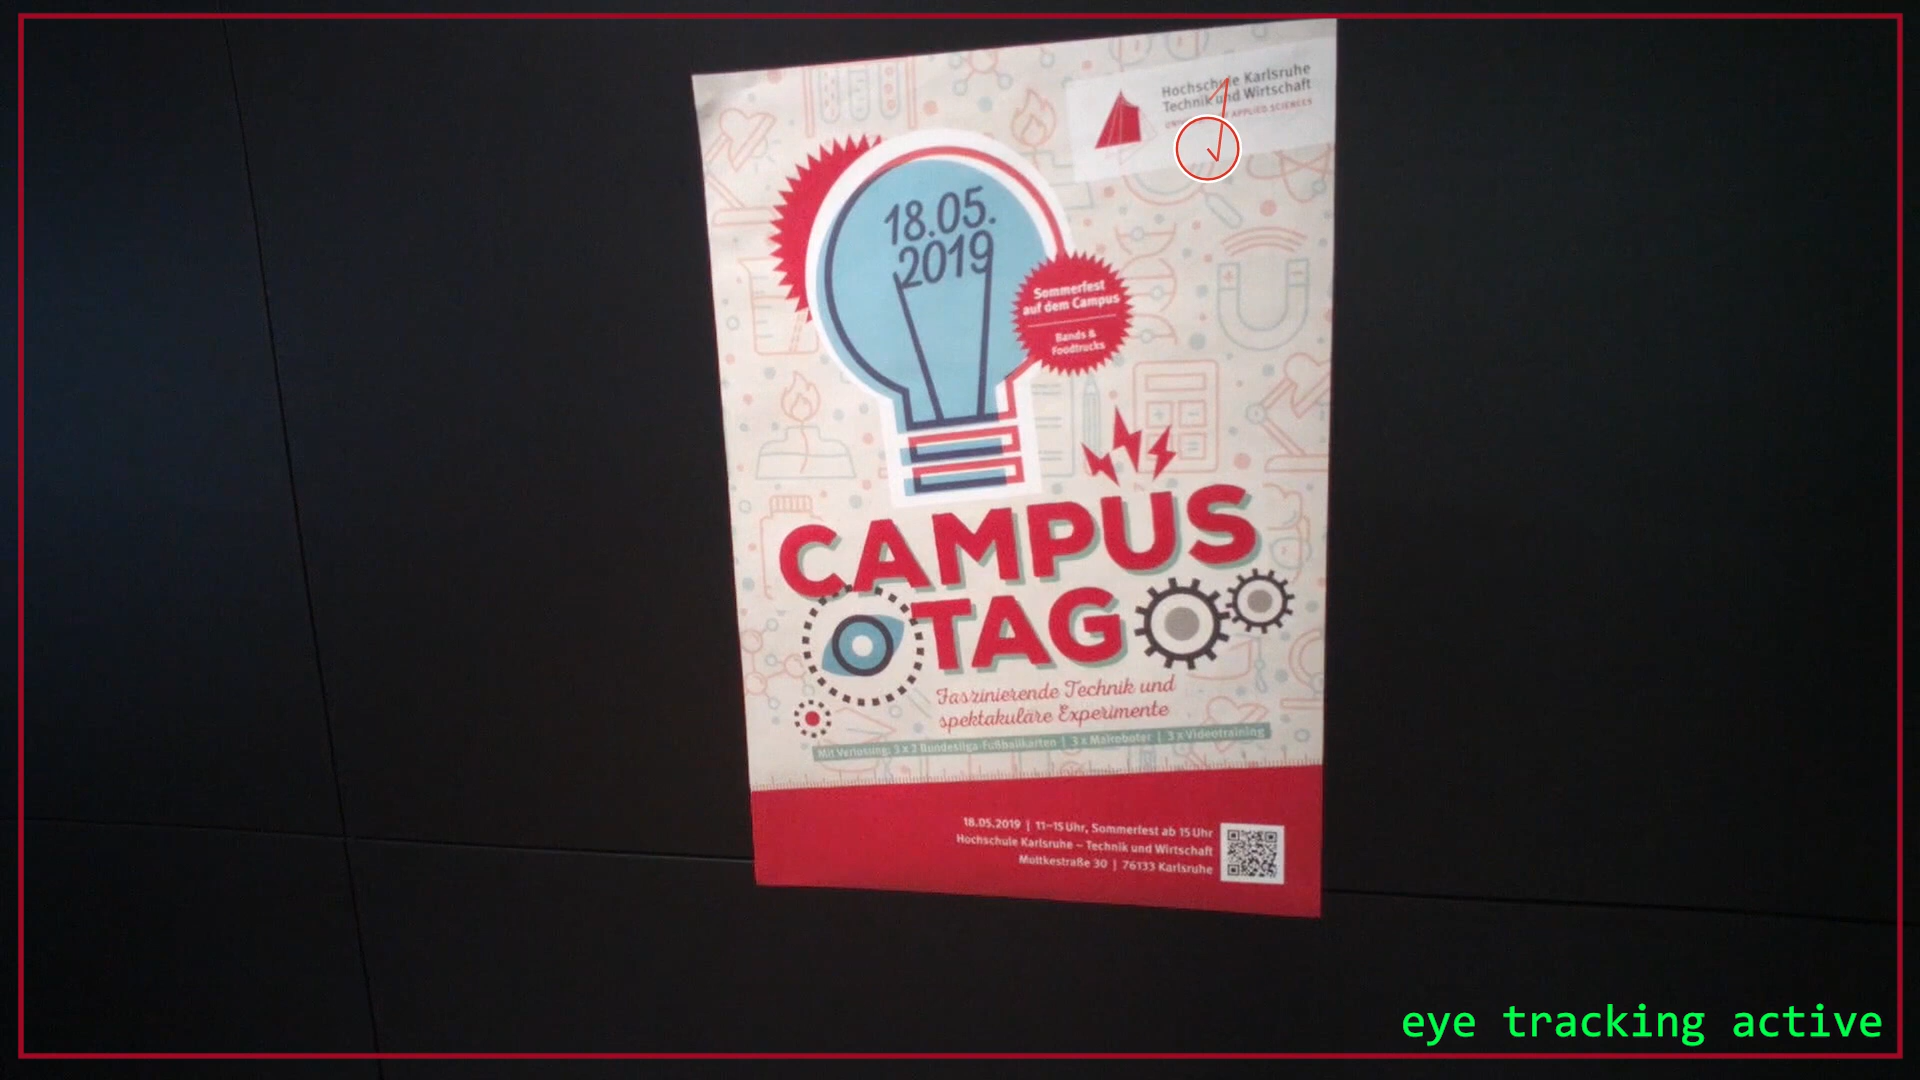 Hochschule Karlsruhe
Technik und Wirtschaft
UNIVERSITY OF APPLIED SCIENCES
18.05.
2019
Sommerfest
auf dem Campus
Bands &
Foodtrucks
CAMPUS
TAG
Faszinierende Technik und
spektakuläre Experimente
Mit Verlosung: 3 x 2 Bundesliga-Fußballkarten | 3 x Malroboter | 3 x Videotraining
18.05.2019 | 11–15 Uhr, Sommerfest ab 15 Uhr
Hochschule Karlsruhe – Technik und Wirtschaft
Moltkestraße 30 | 76133 Karlsruhe
eye tracking active